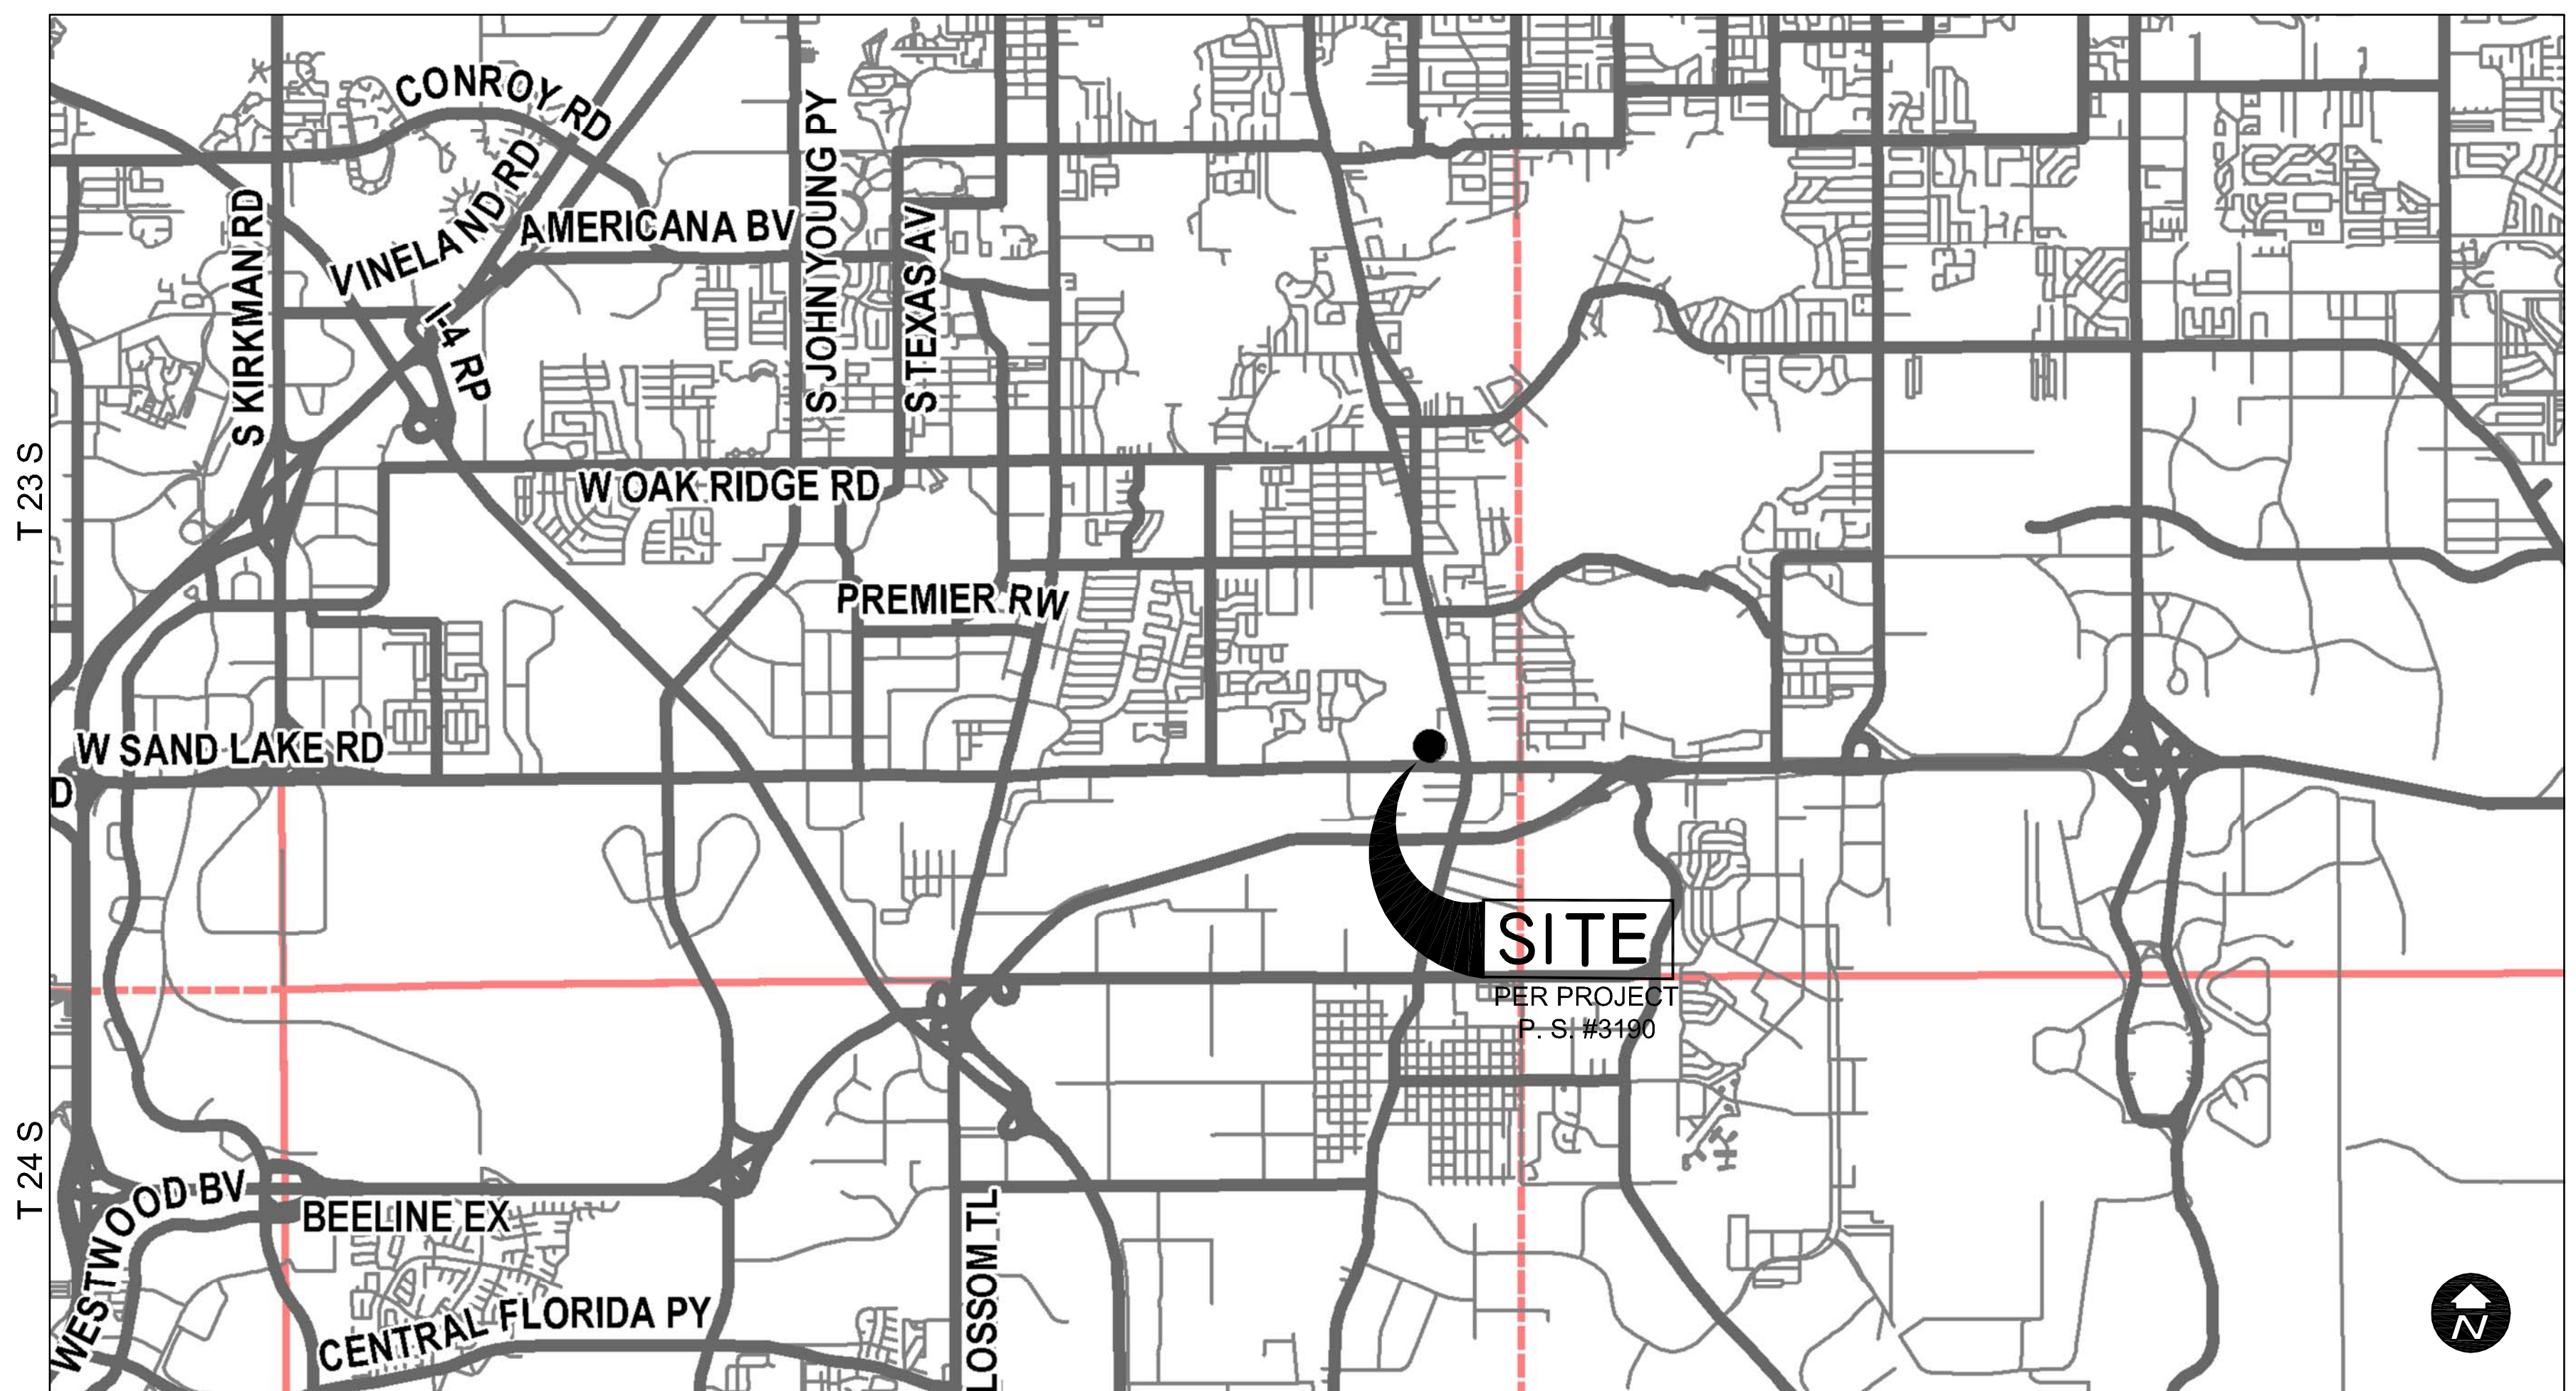 CONROY RD
S JOHN YOUNG PY
VINELAND RD
S KIRKMAN RD
AMERICANA BV
S TEXAS AV
I-4 RP
T 23 S
W OAK RIDGE RD
PREMIER RW
W SAND LAKE RD
D
SITE
PER PROJECT
P. S. #3190
T 24 S
WESTWOOD BV
BEELINE EX
LOSSOM TL
CENTRAL FLORIDA PY
N